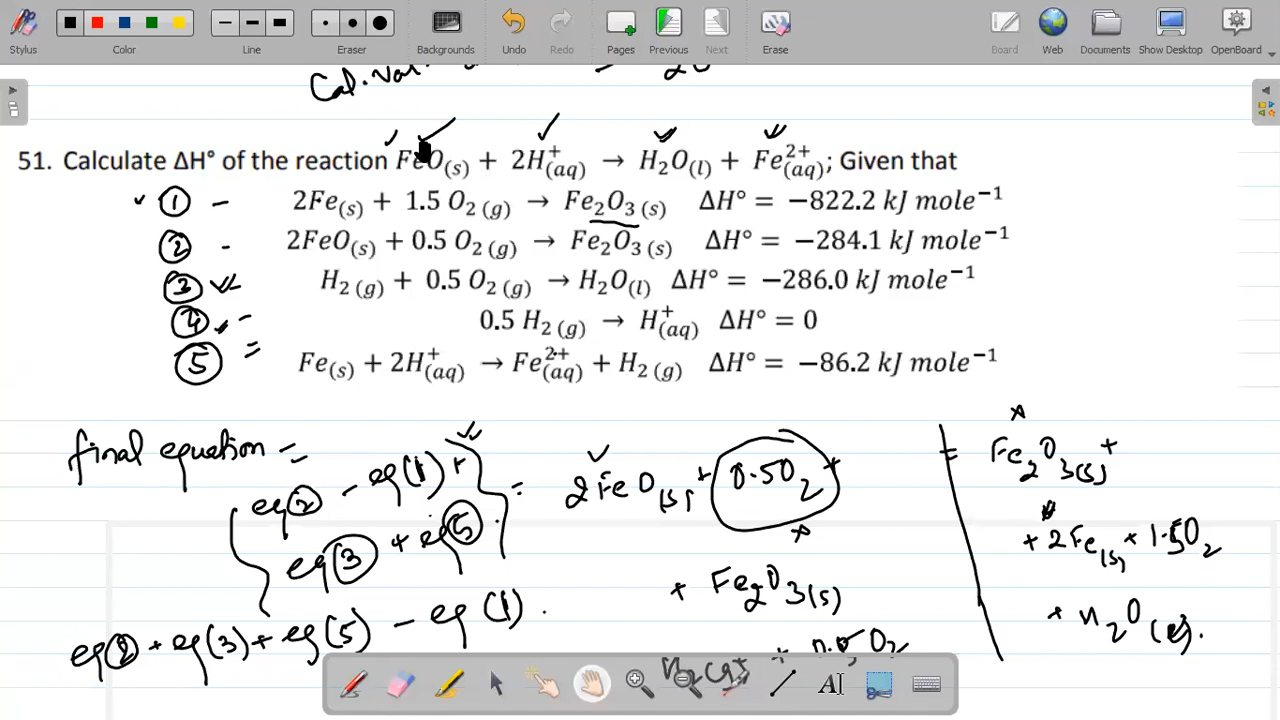 Stylus Color Line Eraser Backgrounds Undo Redo Pages Previous Next Erase Board Web Documents Show Desktop OpenBoard
Cal. Val.
51. Calculate ΔH° of the reaction FeO(s) + 2H⁺(aq) → H₂O(l) + Fe²⁺(aq); Given that
① - 2Fe(s) + 1.5 O₂(g) → Fe₂O₃(s) ΔH° = −822.2 kJ mole⁻¹
② - 2FeO(s) + 0.5 O₂(g) → Fe₂O₃(s) ΔH° = −284.1 kJ mole⁻¹
③ H₂(g) + 0.5 O₂(g) → H₂O(l) ΔH° = −286.0 kJ mole⁻¹
④ - 0.5 H₂(g) → H⁺(aq) ΔH° = 0
⑤ = Fe(s) + 2H⁺(aq) → Fe²⁺(aq) + H₂(g) ΔH° = −86.2 kJ mole⁻¹
final equation =
eq② - eq(1) +
eq③ + eq⑤
= 2FeO(s) + 0.5O₂ +
+ Fe₂O₃(s)
= Fe₂O₃(s) +
+ 2Fe(s) + 1.5O₂
+ H₂O(l).
eq② + eq(3) + eq(5) - eq(1).